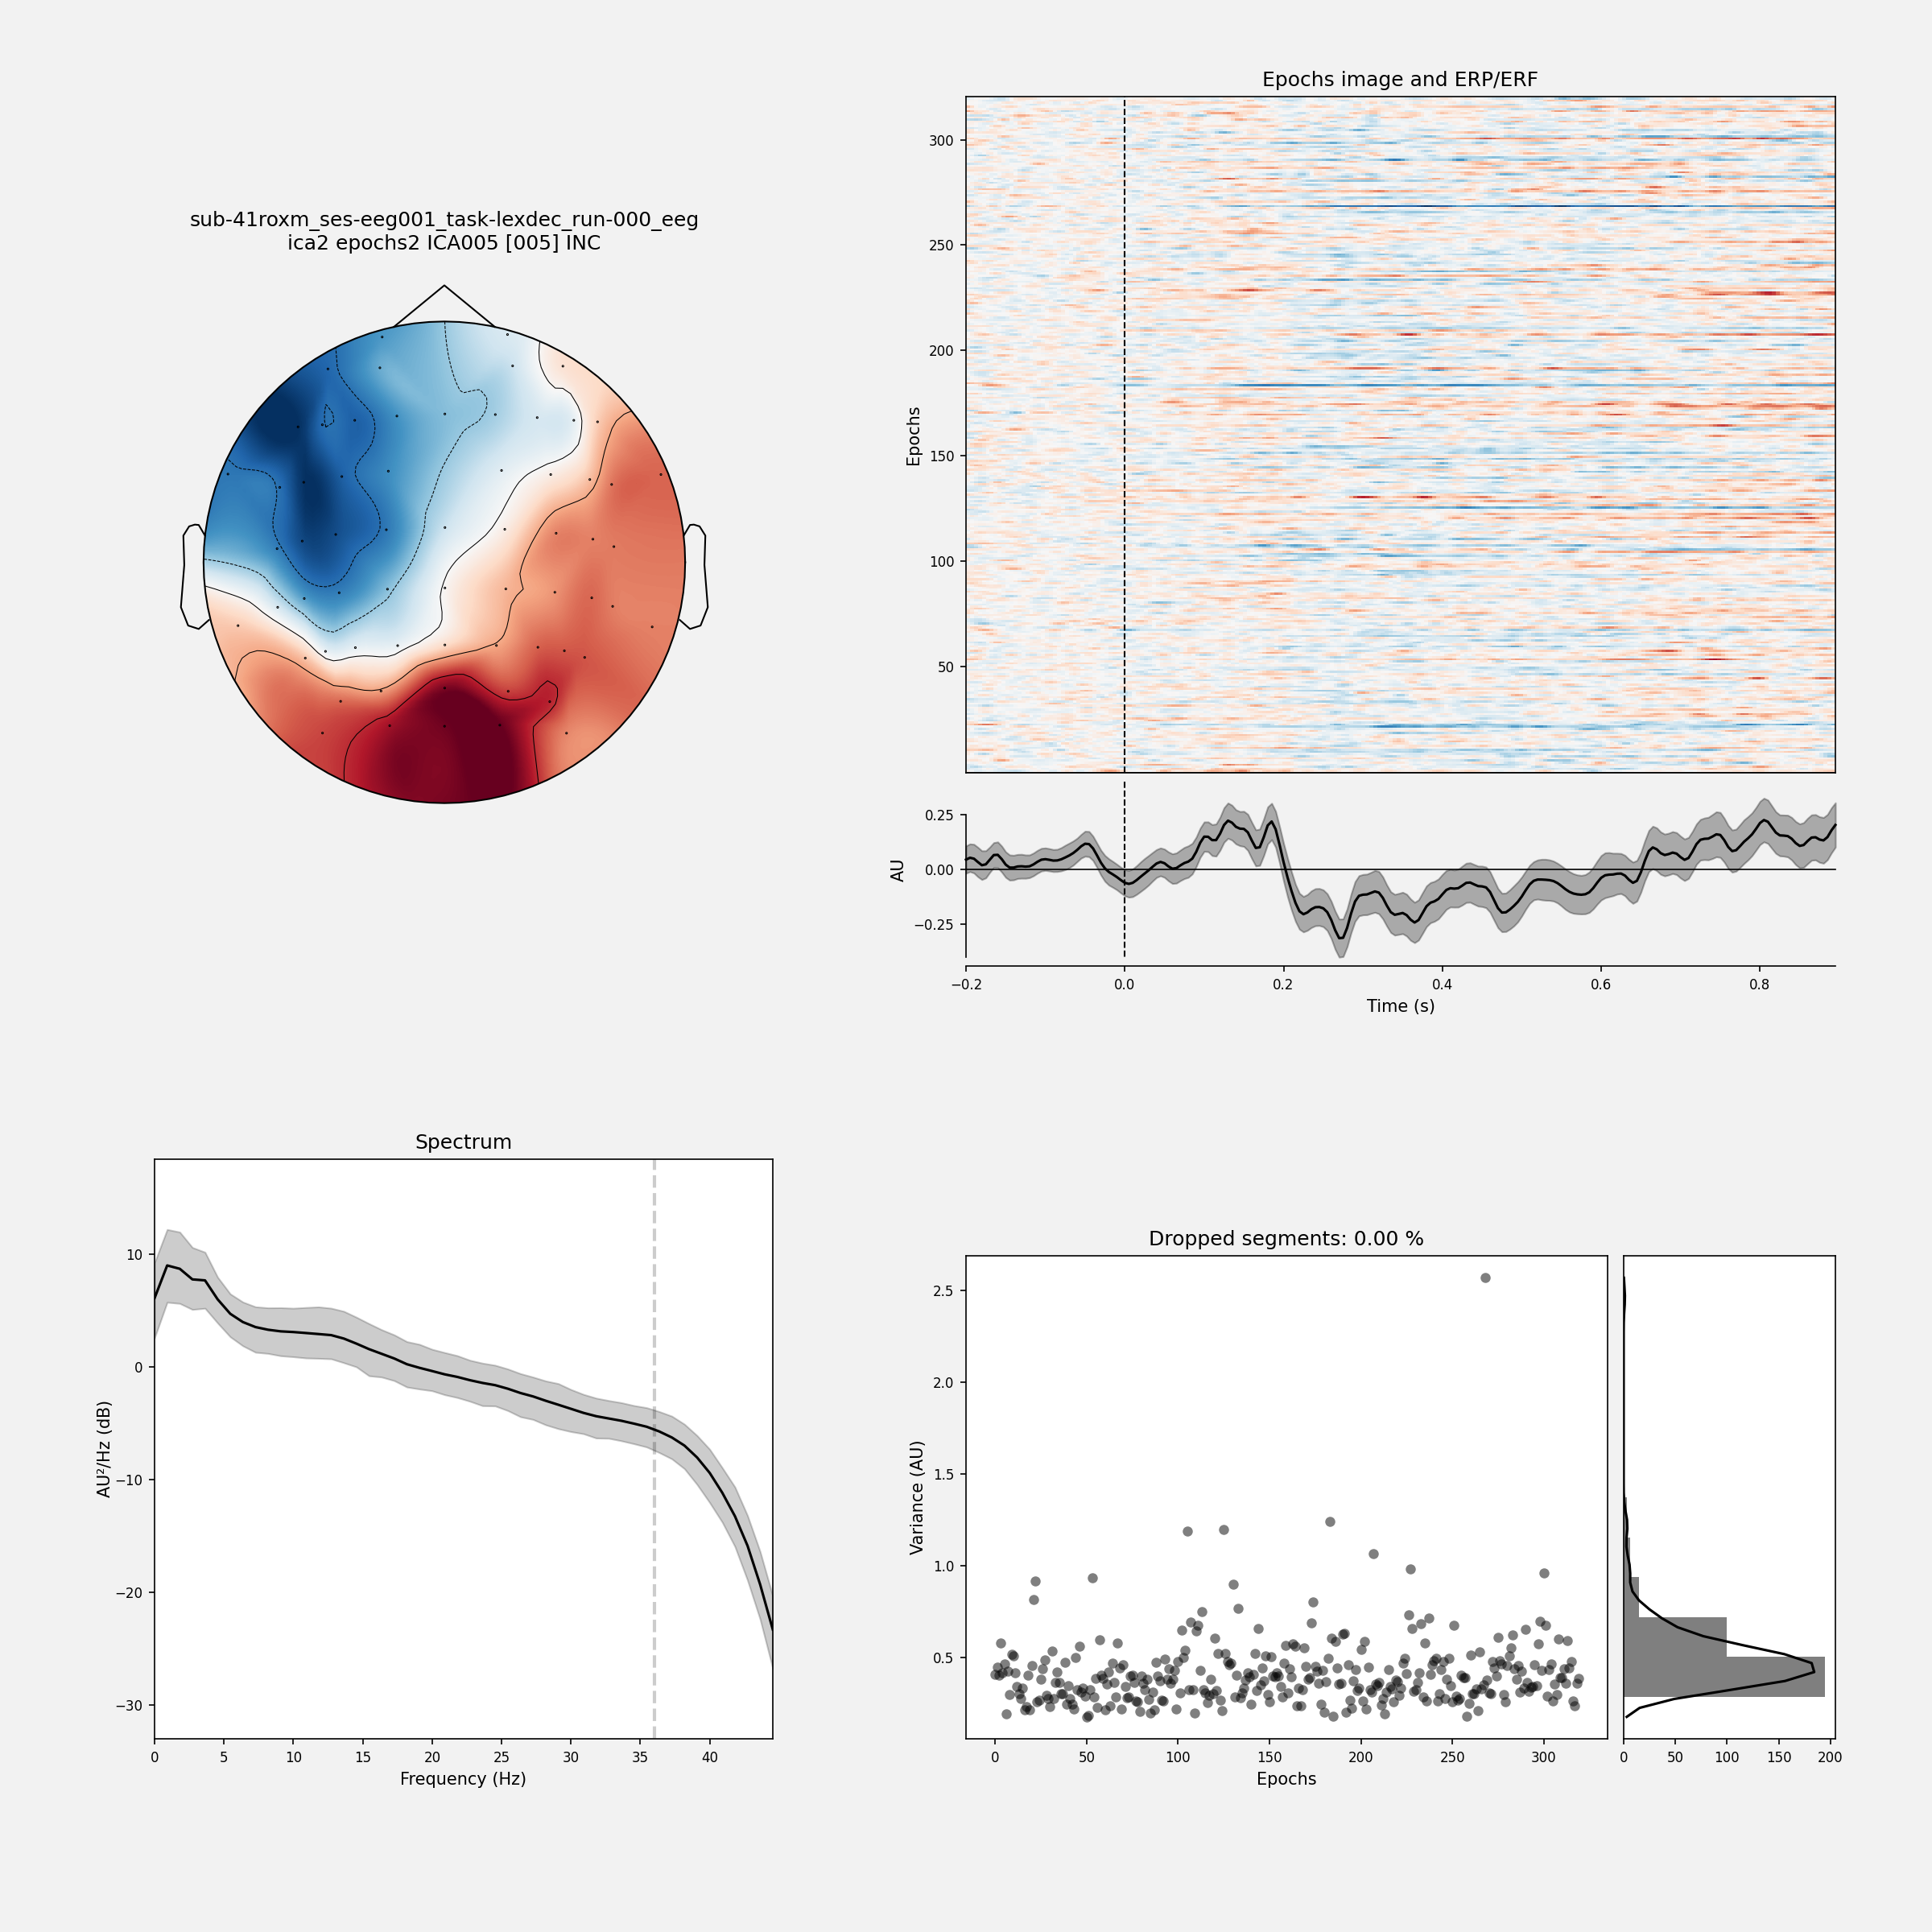 sub-41roxm_ses-eeg001_task-lexdec_run-000_eeg
ica2 epochs2 ICA005 [005] INC
Epochs image and ERP/ERF
300
250
200
150
100
50
Epochs
0.25
0.00
−0.25
AU
−0.2 0.0 0.2 0.4 0.6 0.8
Time (s)
Spectrum
10
0
−10
−20
−30
AU²/Hz (dB)
0 5 10 15 20 25 30 35 40
Frequency (Hz)
Dropped segments: 0.00 %
2.5
2.0
1.5
1.0
0.5
Variance (AU)
0 50 100 150 200 250 300
Epochs
0 50 100 150 200